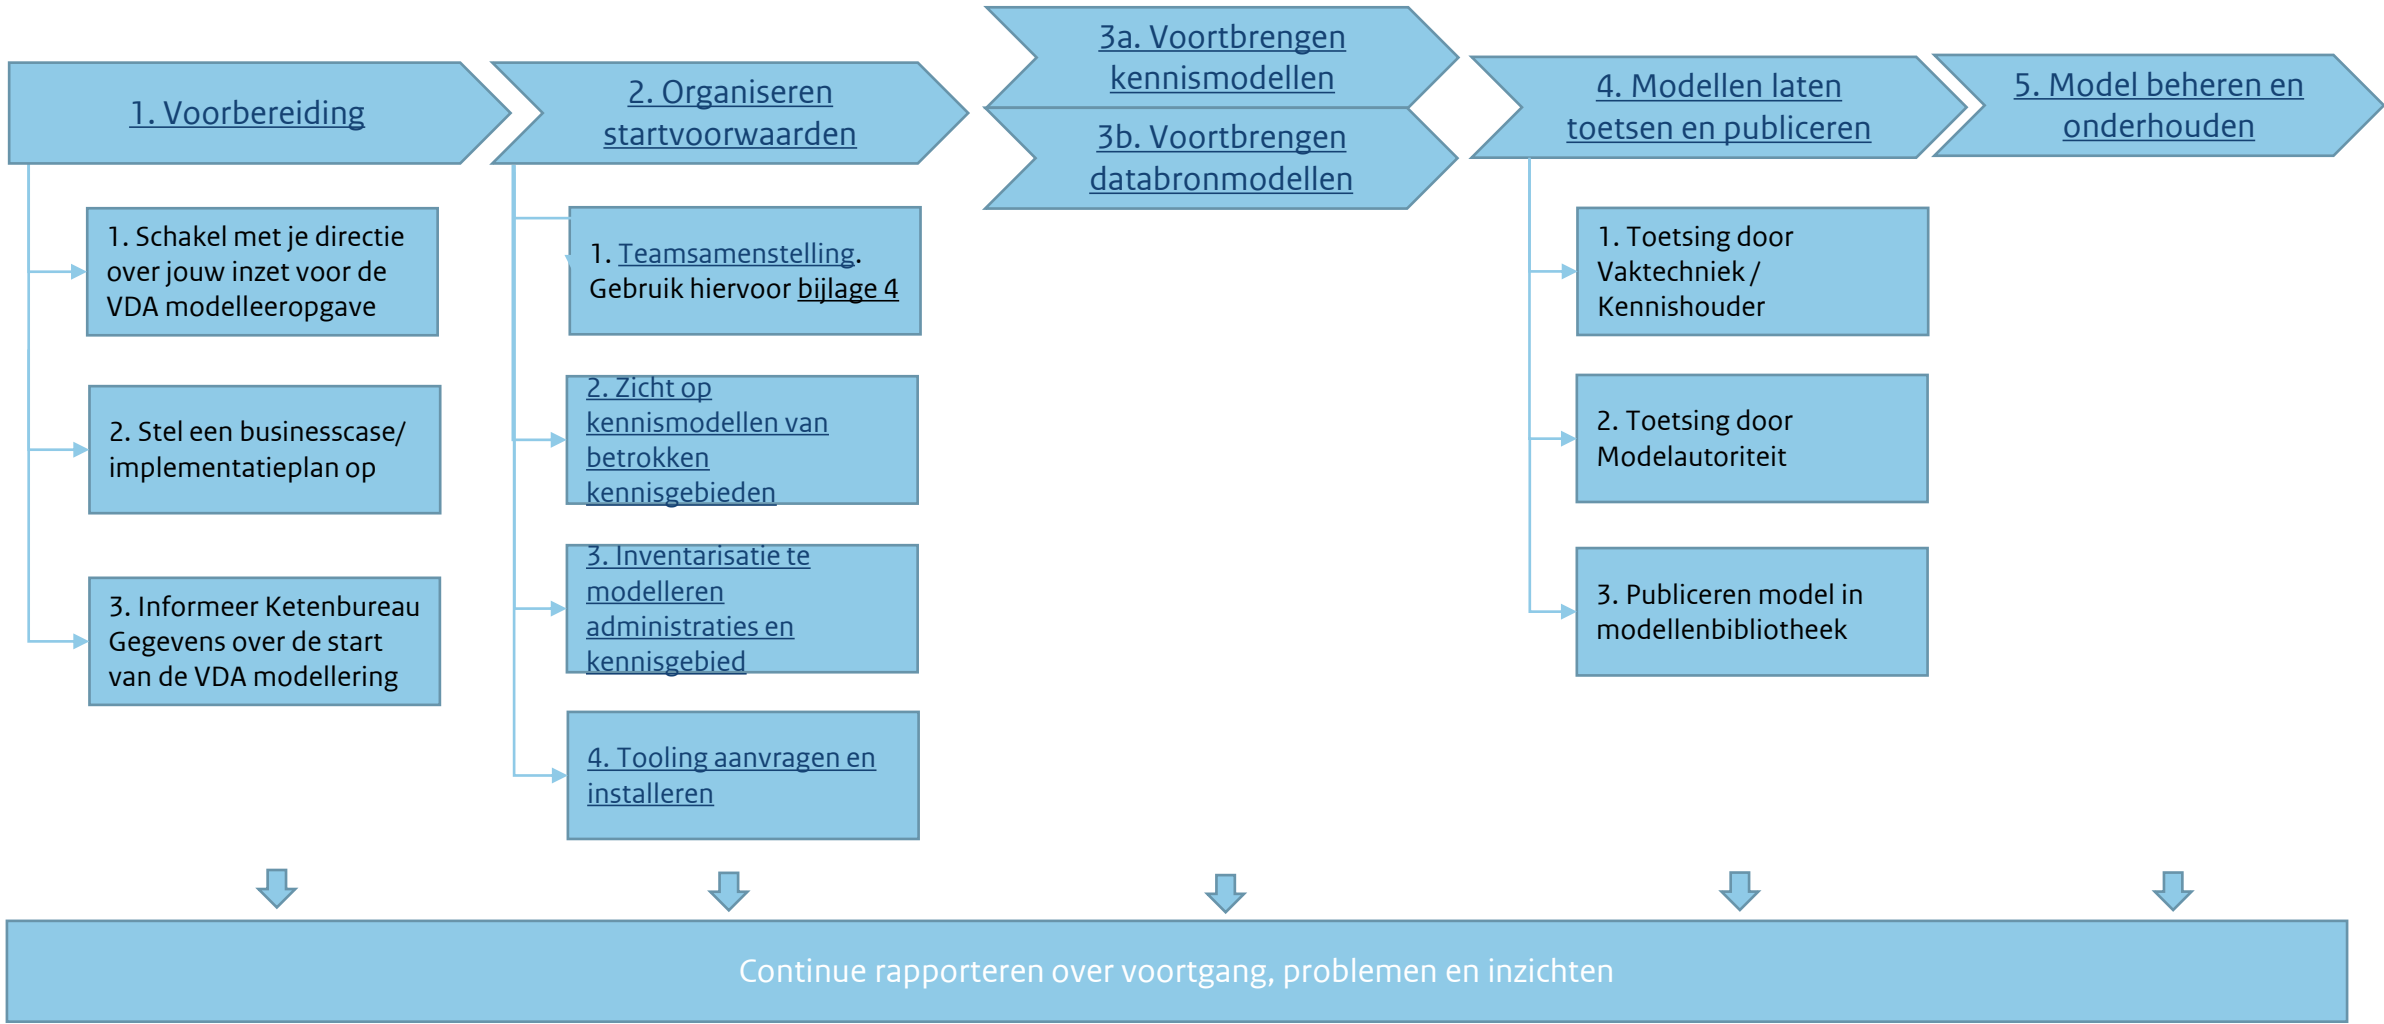 1. Voorbereiding
2. Organiseren
startvoorwaarden
3a. Voortbrengen
kennismodellen
3b. Voortbrengen
databronmodellen
4. Modellen laten
toetsen en publiceren
5. Model beheren en
onderhouden
1. Schakel met je directie
over jouw inzet voor de
VDA modelleeropgave
2. Stel een businesscase/
implementatieplan op
3. Informeer Ketenbureau
Gegevens over de start
van de VDA modellering
1. Teamsamenstelling.
Gebruik hiervoor bijlage 4
2. Zicht op
kennismodellen van
betrokken
kennisgebieden
3. Inventarisatie te
modelleren
administraties en
kennisgebied
4. Tooling aanvragen en
installeren
1. Toetsing door
Vaktechniek /
Kennishouder
2. Toetsing door
Modelautoriteit
3. Publiceren model in
modellenbibliotheek
Continue rapporteren over voortgang, problemen en inzichten